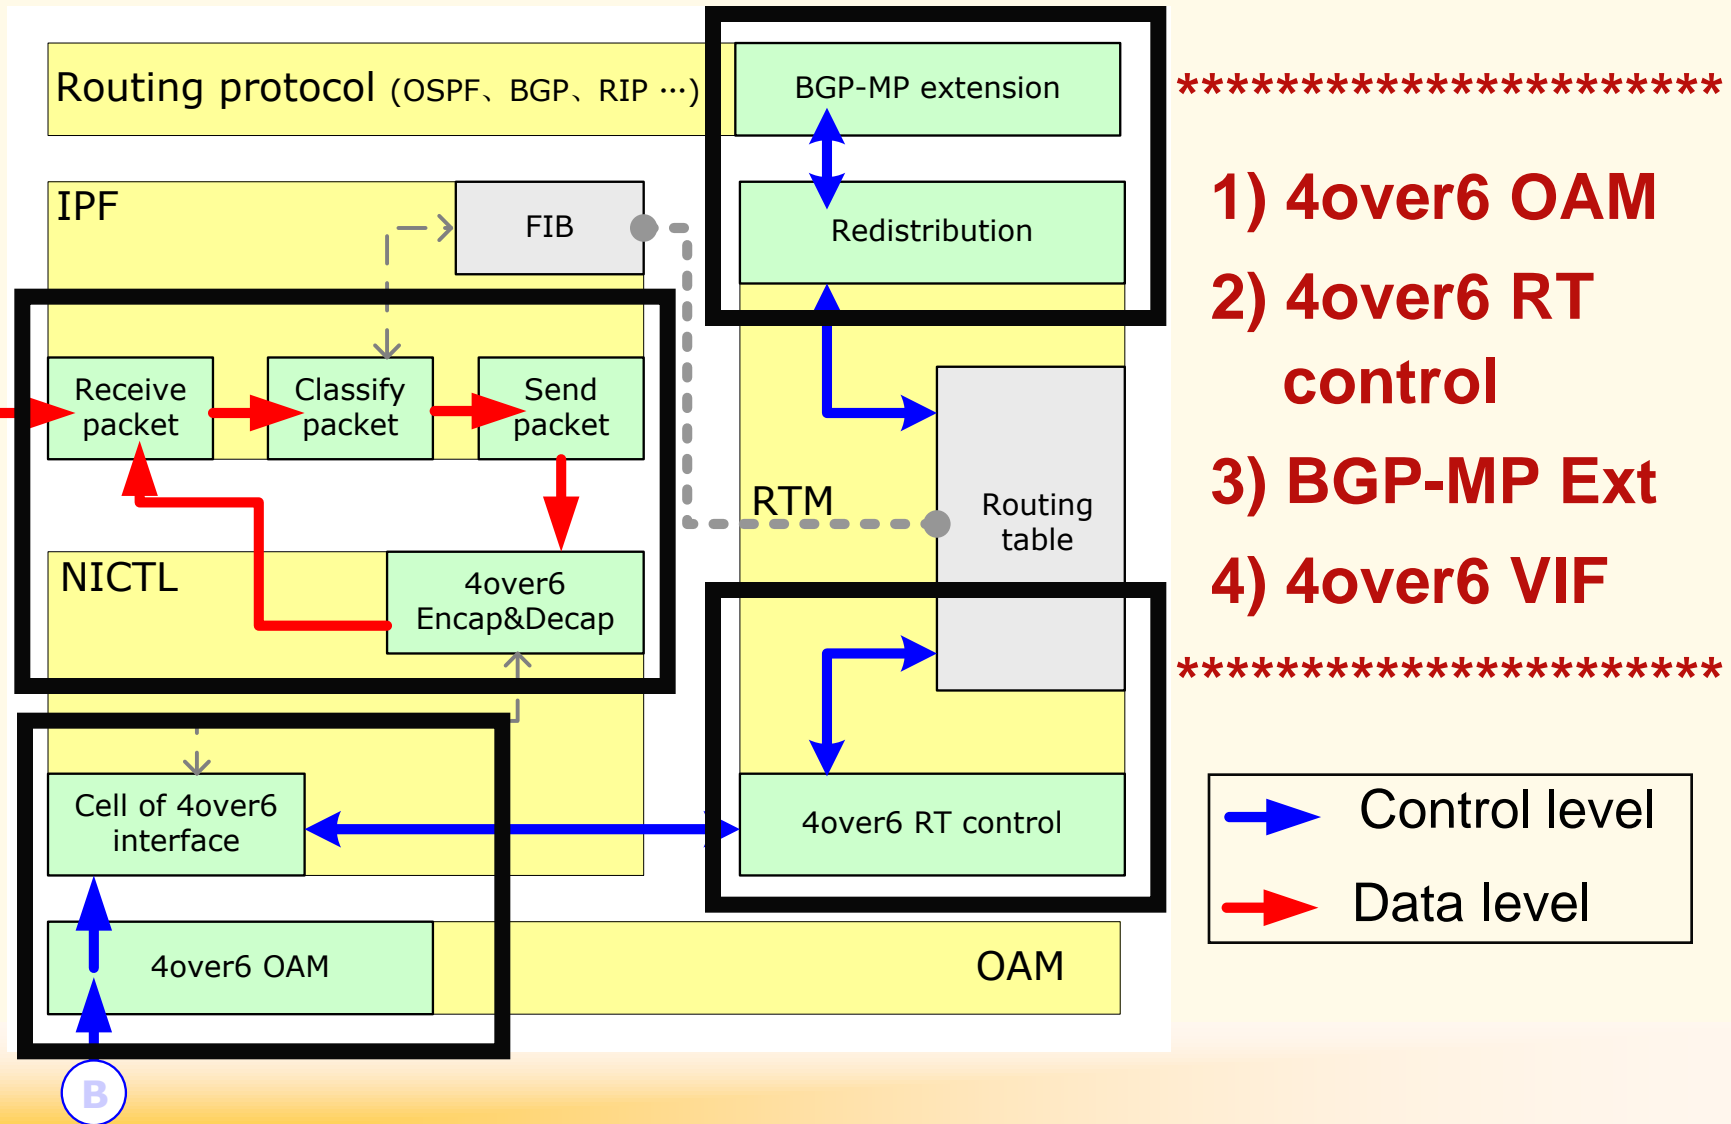 Routing protocol (OSPF、BGP、RIP …)
BGP-MP extension
IPF
FIB
Redistribution
Receive
packet
Classify
packet
Send
packet
RTM
Routing
table
NICTL
4over6
Encap&Decap
Cell of 4over6
interface
4over6 RT control
4over6 OAM
OAM
B
**********************
1) 4over6 OAM
2) 4over6 RT
control
3) BGP-MP Ext
4) 4over6 VIF
**********************
Control level
Data level